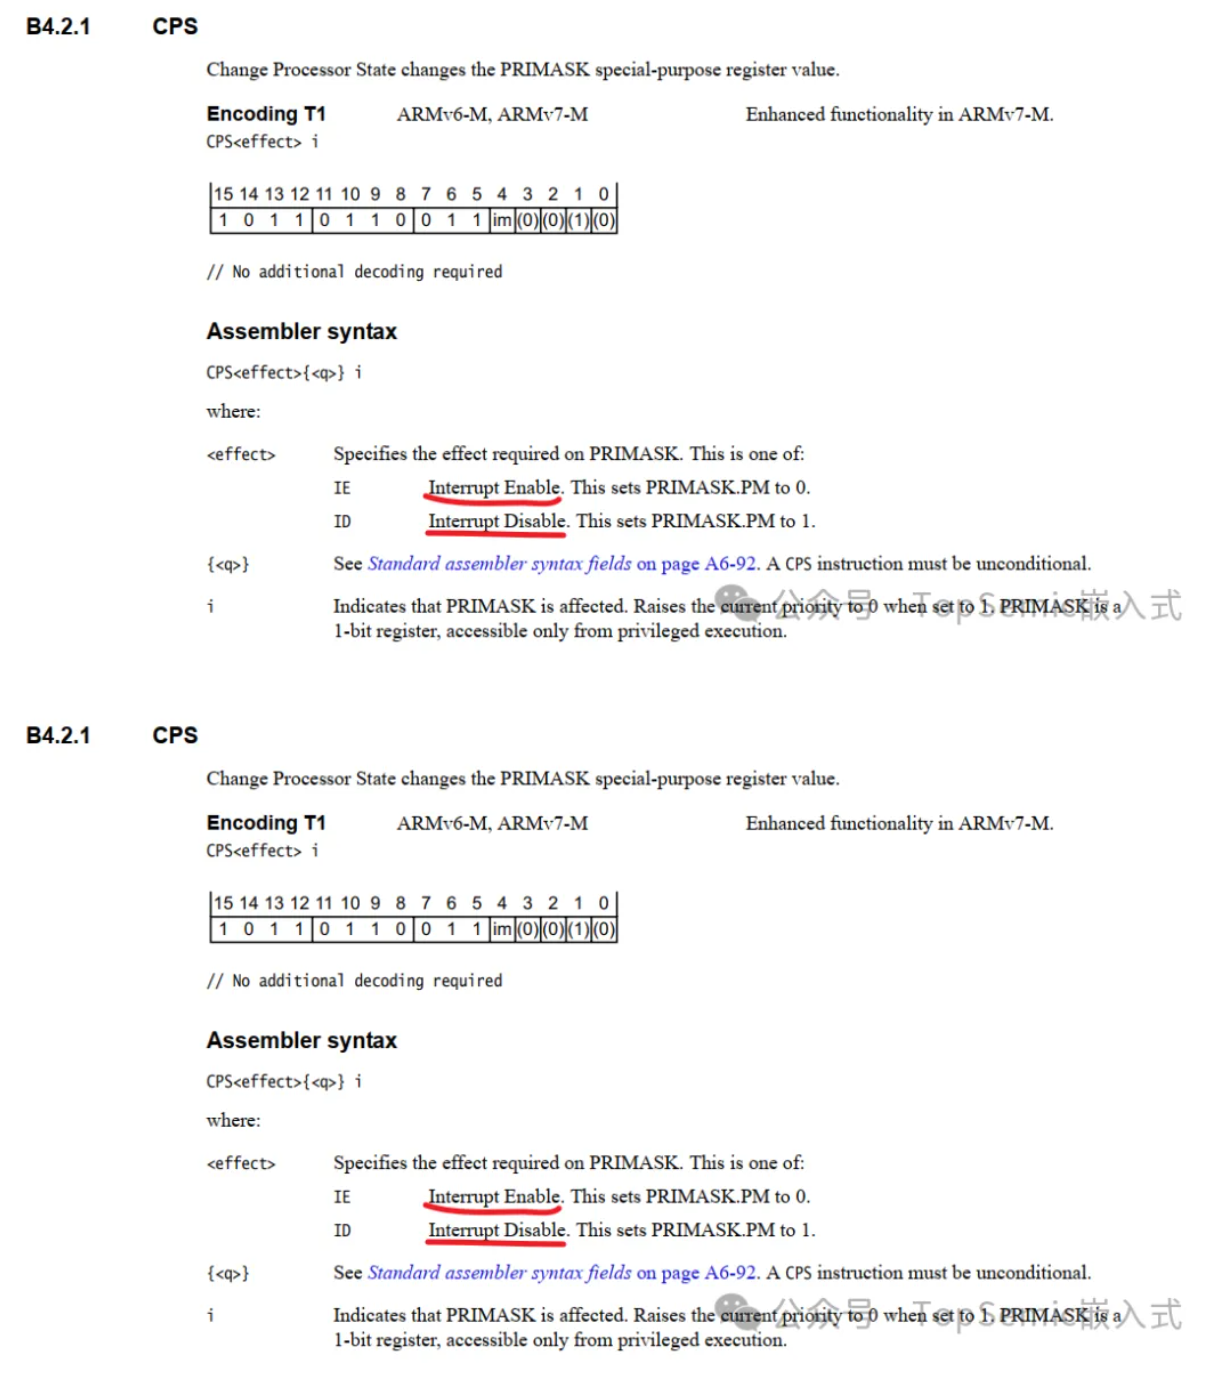 B4.2.1 CPS
Change Processor State changes the PRIMASK special-purpose register value.
Encoding T1 ARMv6-M, ARMv7-M Enhanced functionality in ARMv7-M.
CPS<effect> i
15 14 13 12 11 10 9 8 7 6 5 4 3 2 1 0
1 0 1 1 0 1 1 0 0 1 1 im (0) (0) (1) (0)
// No additional decoding required
Assembler syntax
CPS<effect>{<q>} i
where:
<effect> Specifies the effect required on PRIMASK. This is one of:
IE Interrupt Enable. This sets PRIMASK.PM to 0.
ID Interrupt Disable. This sets PRIMASK.PM to 1.
{<q>} See Standard assembler syntax fields on page A6-92. A CPS instruction must be unconditional.
i Indicates that PRIMASK is affected. Raises the current priority to 0 when set to 1. PRIMASK is a
公众号 · TopSemic嵌入式
1-bit register, accessible only from privileged execution.
B4.2.1 CPS
Change Processor State changes the PRIMASK special-purpose register value.
Encoding T1 ARMv6-M, ARMv7-M Enhanced functionality in ARMv7-M.
CPS<effect> i
15 14 13 12 11 10 9 8 7 6 5 4 3 2 1 0
1 0 1 1 0 1 1 0 0 1 1 im (0) (0) (1) (0)
// No additional decoding required
Assembler syntax
CPS<effect>{<q>} i
where:
<effect> Specifies the effect required on PRIMASK. This is one of:
IE Interrupt Enable. This sets PRIMASK.PM to 0.
ID Interrupt Disable. This sets PRIMASK.PM to 1.
{<q>} See Standard assembler syntax fields on page A6-92. A CPS instruction must be unconditional.
i Indicates that PRIMASK is affected. Raises the current priority to 0 when set to 1. PRIMASK is a
公众号 · TopSemic嵌入式
1-bit register, accessible only from privileged execution.